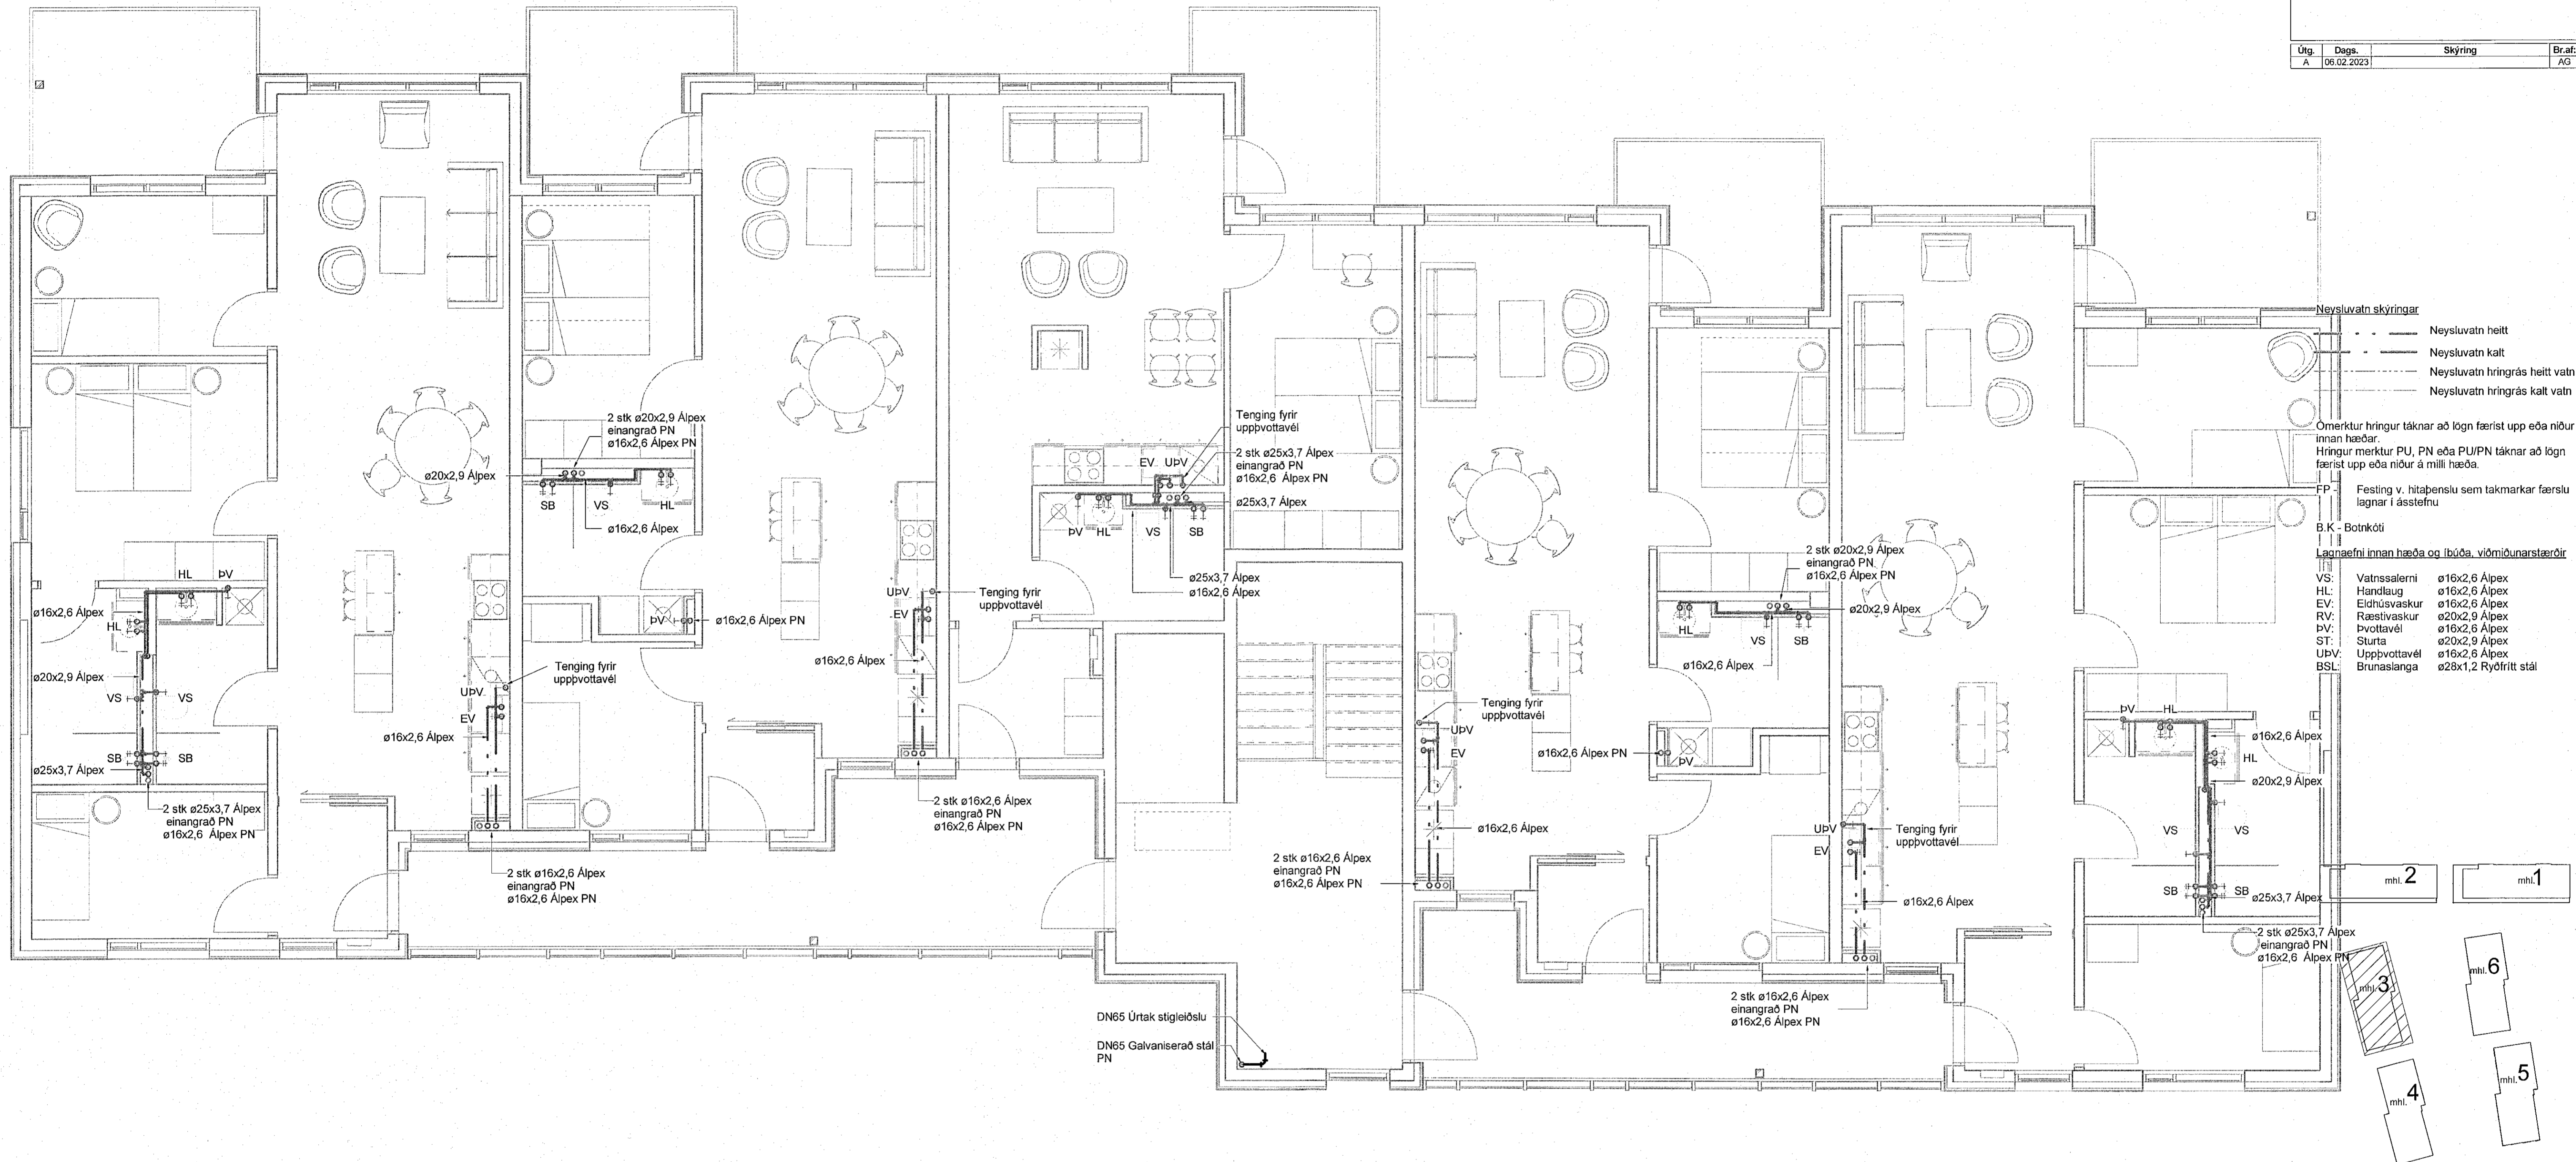 Útg. Dags. Skýring Br.af:
A 06.02.2023 AG
2 stk ø20x2,9 Álpex
einangrað PN
ø16x2,6 Álpex PN
ø20x2,9 Álpex
SB VS HL
ø16x2,6 Álpex
Tenging fyrir
uppþvottavél
EV UÞV
2 stk ø25x3,7 Álpex
einangrað PN
ø16x2,6 Álpex PN
ø25x3,7 Álpex
ÞV HL VS SB
ø25x3,7 Álpex
ø16x2,6 Álpex
HL ÞV
ø16x2,6 Álpex
HL
ø20x2,9 Álpex
VS VS
SB SB
ø25x3,7 Álpex
2 stk ø25x3,7 Álpex
einangrað PN
ø16x2,6 Álpex PN
ÞV
ø16x2,6 Álpex PN
Tenging fyrir
uppþvottavél
UÞV
EV
ø16x2,6 Álpex
2 stk ø16x2,6 Álpex
einangrað PN
ø16x2,6 Álpex PN
UÞV
EV
Tenging fyrir
uppþvottavél
ø16x2,6 Álpex
2 stk ø16x2,6 Álpex
einangrað PN
ø16x2,6 Álpex PN
DN65 Úrtak stigleiðslu
DN65 Galvaniserað stál
PN
Tenging fyrir
uppþvottavél
UÞV
EV
ø16x2,6 Álpex
2 stk ø16x2,6 Álpex
einangrað PN
ø16x2,6 Álpex PN
2 stk ø20x2,9 Álpex
einangrað PN
ø16x2,6 Álpex PN
ø20x2,9 Álpex
HL VS SB
ø16x2,6 Álpex
ø16x2,6 Álpex PN
ÞV
UÞV
EV
Tenging fyrir
uppþvottavél
ø16x2,6 Álpex
2 stk ø16x2,6 Álpex
einangrað PN
ø16x2,6 Álpex PN
ÞV HL
ø16x2,6 Álpex
HL
ø20x2,9 Álpex
VS VS
SB SB
ø25x3,7 Álpex
2 stk ø25x3,7 Álpex
einangrað PN
ø16x2,6 Álpex PN
Neysluvatn skýringar
Neysluvatn heitt
Neysluvatn kalt
Neysluvatn hringrás heitt vatn
Neysluvatn hringrás kalt vatn
Ómerktur hringur táknar að lögn færist upp eða niður
innan hæðar.
Hringur merktur PU, PN eða PU/PN táknar að lögn
færist upp eða niður á milli hæða.
FP - Festing v. hitaþenslu sem takmarkar færslu
lagnar í ásstefnu
B.K - Botnkóti
Lagnaefni innan hæða og íbúða, viðmiðunarstærðir
VS: Vatnssalerni ø16x2,6 Álpex
HL: Handlaug ø16x2,6 Álpex
EV: Eldhúsvaskur ø16x2,6 Álpex
RV: Ræstivaskur ø20x2,9 Álpex
ÞV: Þvottavél ø16x2,6 Álpex
ST: Sturta ø20x2,9 Álpex
UÞV: Uppþvottavél ø16x2,6 Álpex
BSL: Brunaslanga ø28x1,2 Ryðfrítt stál
mhl. 2 mhl. 1
mhl. 3
mhl. 6
mhl. 4
mhl. 5